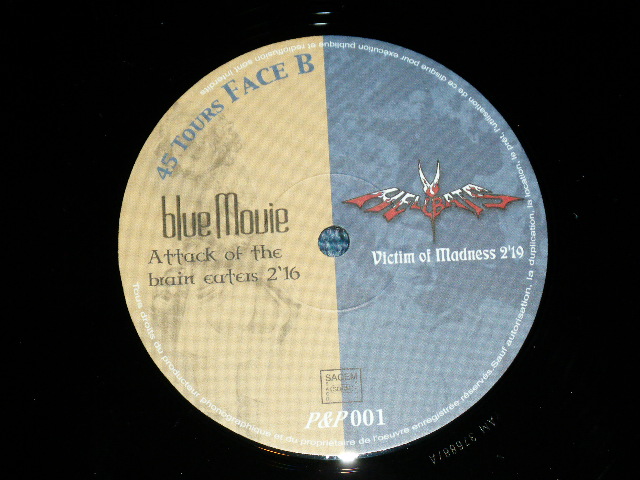 45 Tours Face B
blue Movie
Attack of the
brain eaters 2'16
HELLBATS
Victim of Madness 2'19
SACEM
P&P 001
Tous droits du producteur phonographique et du propriétaire de l'oeuvre enregistrée réservés. Sauf autorisation, la duplication, la location, le prêt, l'utilisation de ce disque pour exécution publique et radiodiffusion sont interdits